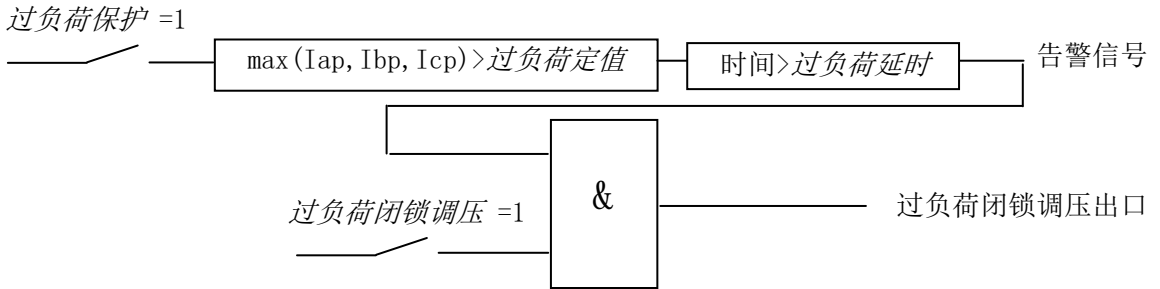 过负荷保护 =1
max(Iap,Ibp,Icp)>过负荷定值
时间>过负荷延时
告警信号
&
过负荷闭锁调压 =1
过负荷闭锁调压出口